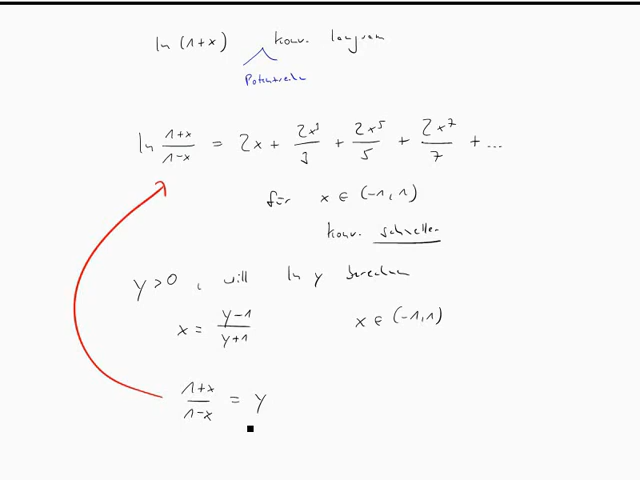 ln (1+x) konv. langsam
Potenzreihe
ln (1+x)/(1-x) = 2x + 2x³/3 + 2x⁵/5 + 2x⁷/7 + ...
für x ∈ (-1,1)
konv. schneller
y>0, will ln y berechnen
x = (y-1)/(y+1) x ∈ (-1,1)
(1+x)/(1-x) = y